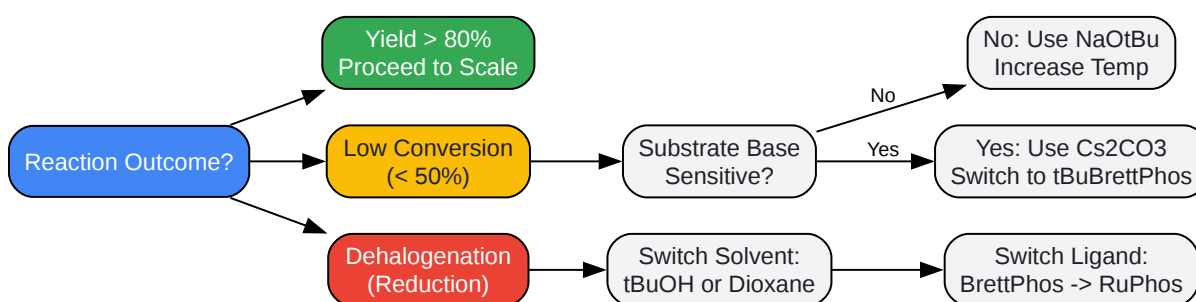 Yield > 80%
Proceed to Scale
No: Use NaOtBu
Increase Temp
No
Reaction Outcome?
Low Conversion
(< 50%)
Substrate Base
Sensitive?
Yes
Yes: Use Cs2CO3
Switch to tBuBrettPhos
Dehalogenation
(Reduction)
Switch Solvent:
tBuOH or Dioxane
Switch Ligand:
BrettPhos -> RuPhos